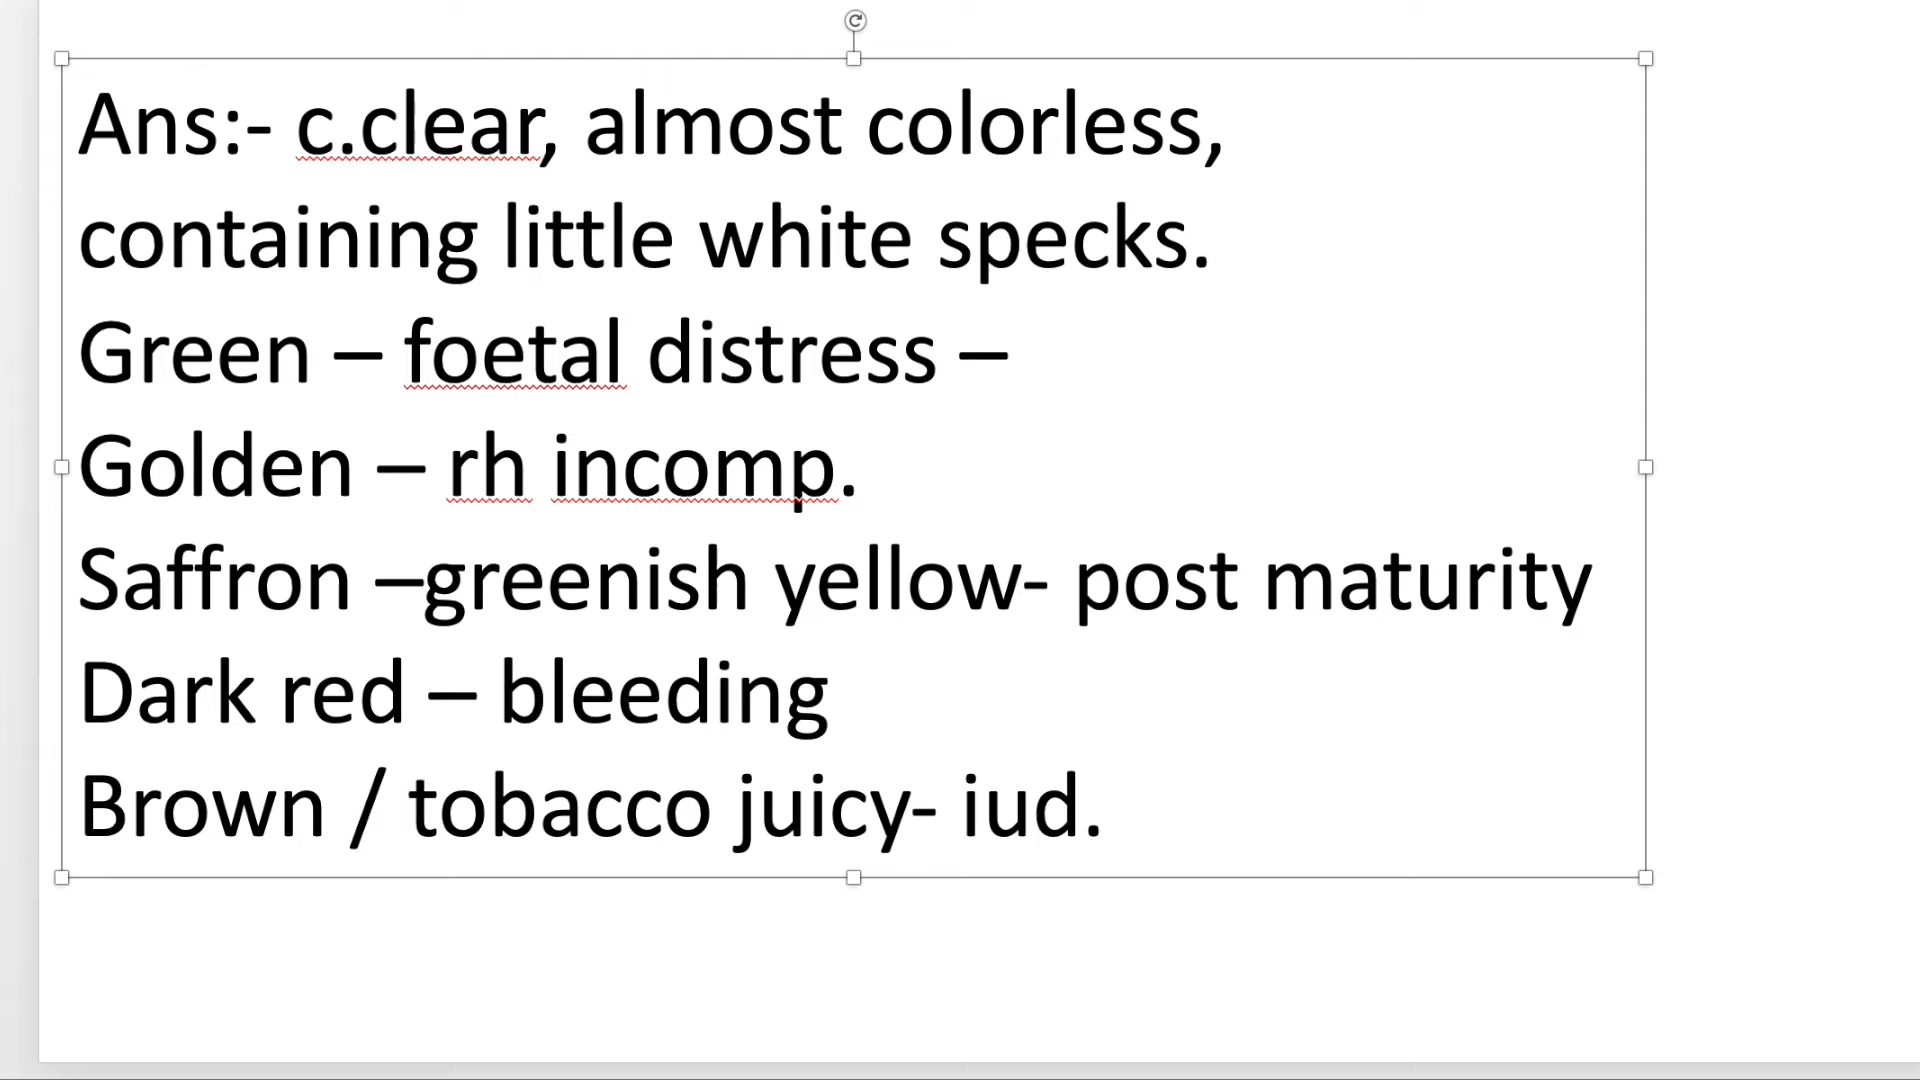 Ans:- c.clear, almost colorless,
containing little white specks.
Green – foetal distress –
Golden – rh incomp.
Saffron –greenish yellow- post maturity
Dark red – bleeding
Brown / tobacco juicy- iud.